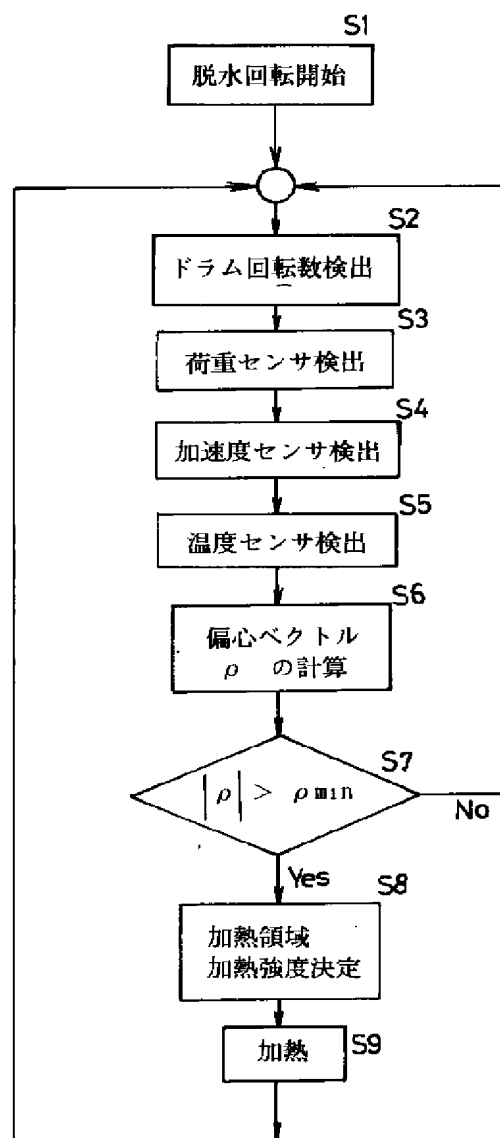 S1
脱水回転開始
S2
ドラム回転数検出
S3
荷重センサ検出
S4
加速度センサ検出
S5
温度センサ検出
S6
偏心ベクトル
ρ の計算
S7
|ρ| > ρ min
No
Yes
S8
加熱領域
加熱強度決定
S9
加熱